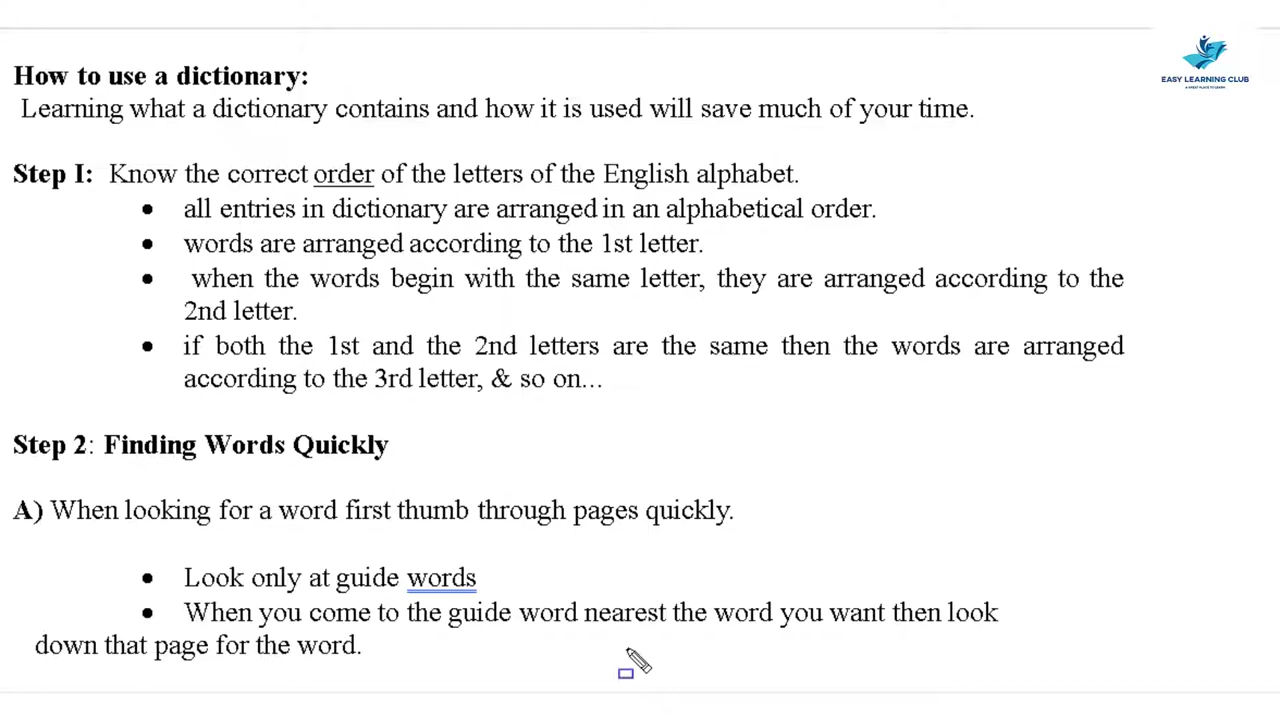 EASY LEARNING CLUB
A GREAT PLACE TO LEARN
How to use a dictionary:
Learning what a dictionary contains and how it is used will save much of your time.
Step I: Know the correct order of the letters of the English alphabet.
• all entries in dictionary are arranged in an alphabetical order.
• words are arranged according to the 1st letter.
• when the words begin with the same letter, they are arranged according to the
2nd letter.
• if both the 1st and the 2nd letters are the same then the words are arranged
according to the 3rd letter, & so on...
Step 2: Finding Words Quickly
A) When looking for a word first thumb through pages quickly.
• Look only at guide words
• When you come to the guide word nearest the word you want then look
down that page for the word.